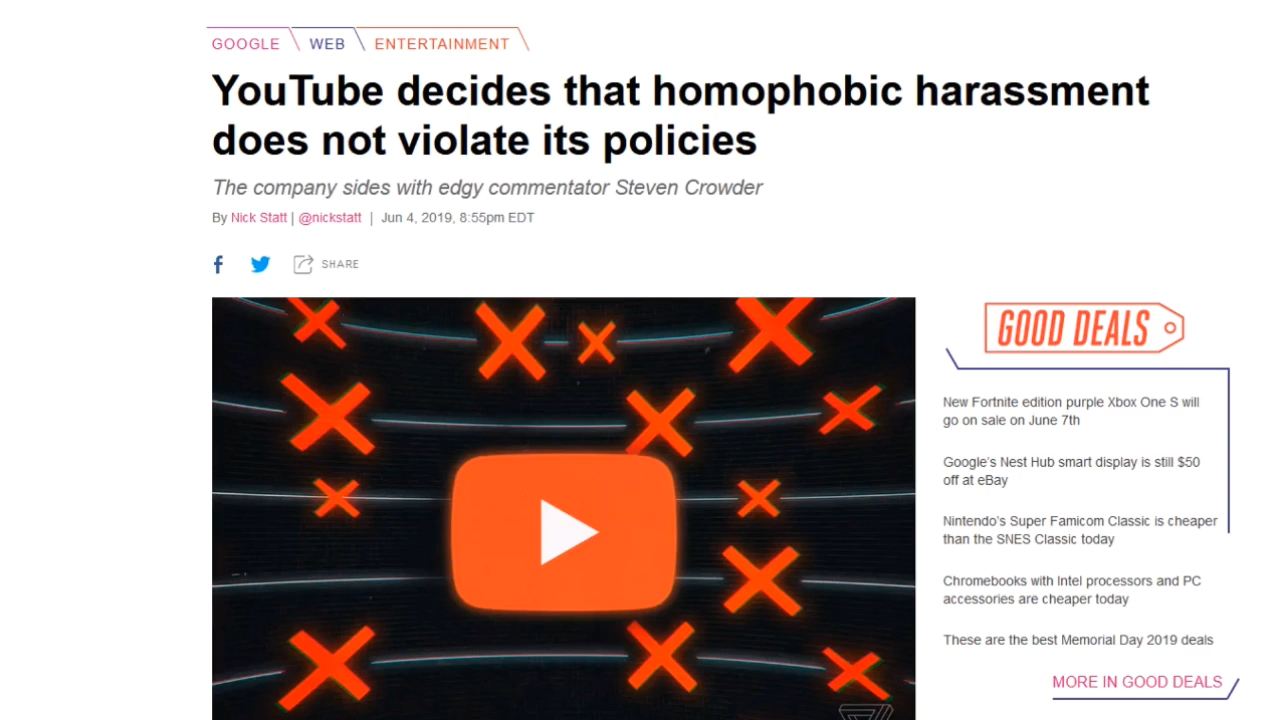 GOOGLE WEB ENTERTAINMENT
YouTube decides that homophobic harassment
does not violate its policies
The company sides with edgy commentator Steven Crowder
By Nick Statt | @nickstatt | Jun 4, 2019, 8:55pm EDT
SHARE
GOOD DEALS
New Fortnite edition purple Xbox One S will
go on sale on June 7th
Google's Nest Hub smart display is still $50
off at eBay
Nintendo's Super Famicom Classic is cheaper
than the SNES Classic today
Chromebooks with Intel processors and PC
accessories are cheaper today
These are the best Memorial Day 2019 deals
MORE IN GOOD DEALS